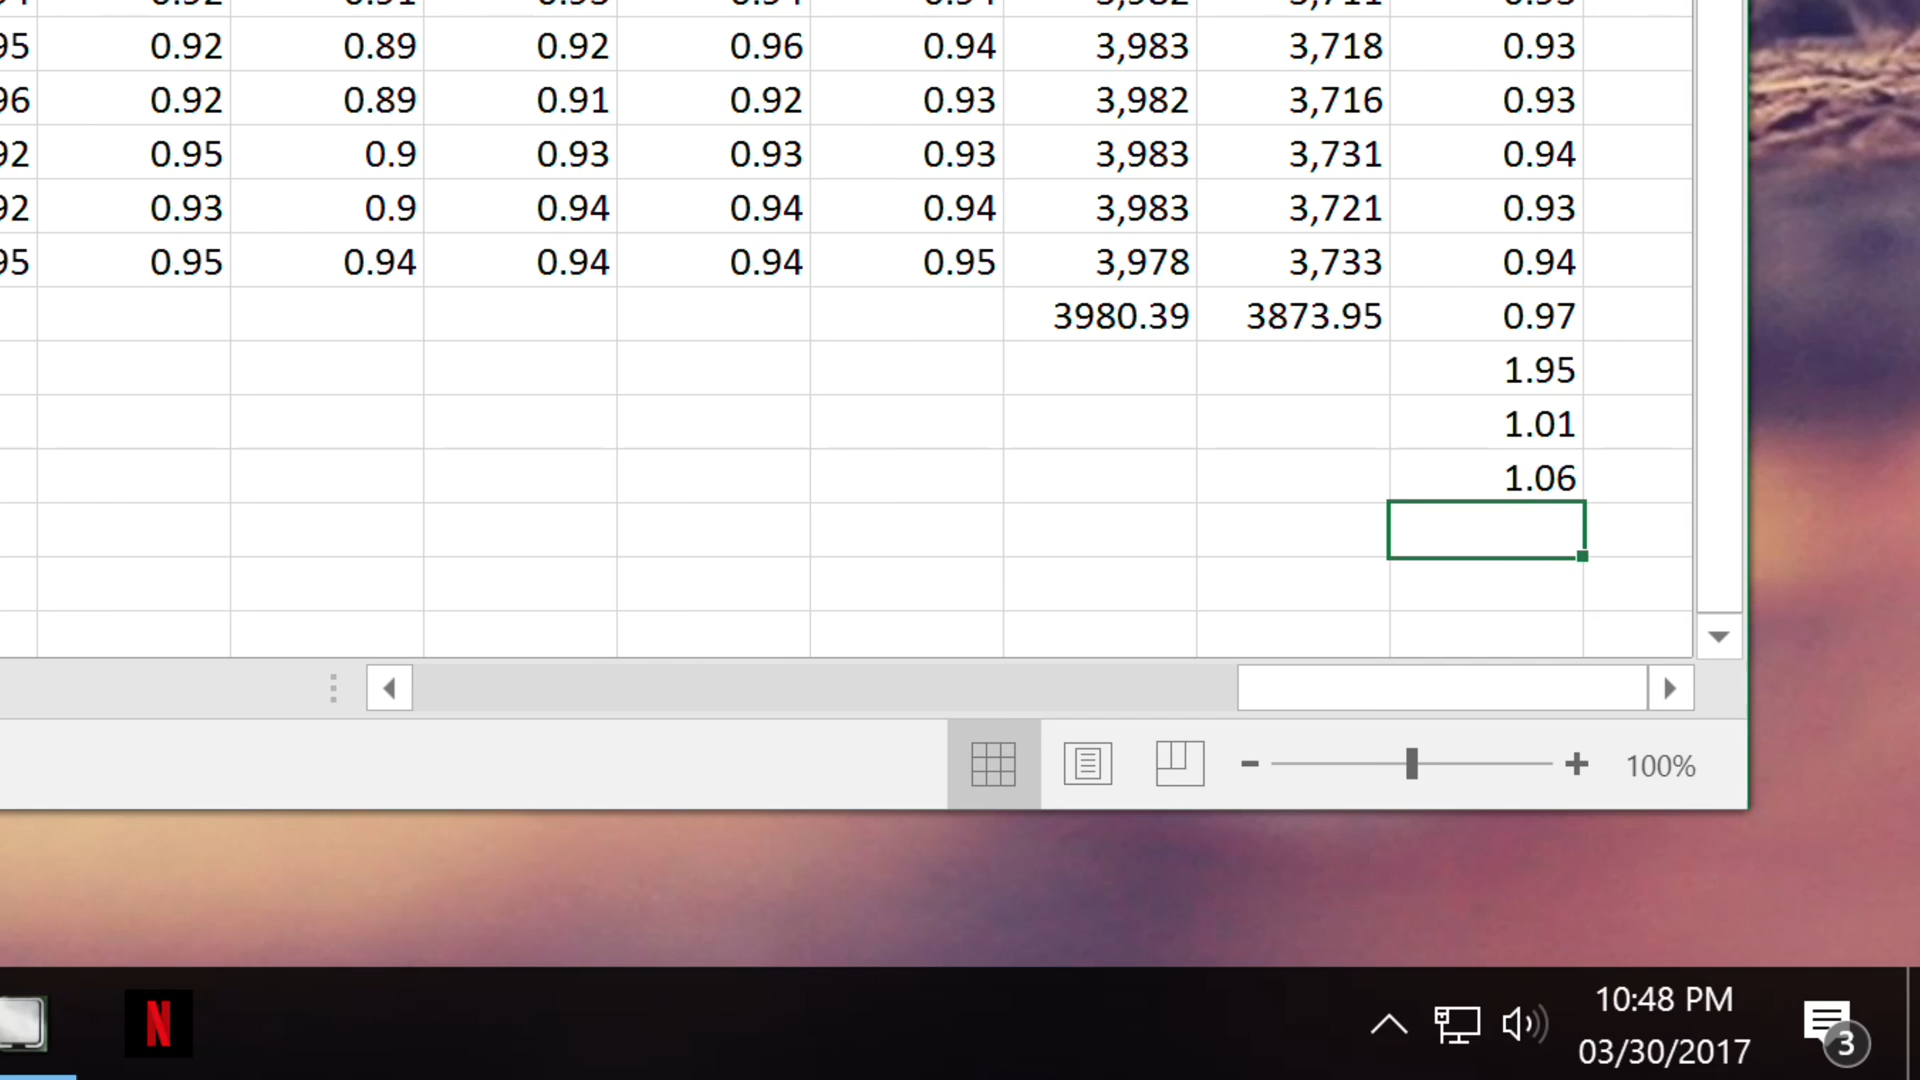 95 0.92 0.89 0.92 0.96 0.94 3,983 3,718 0.93
96 0.92 0.89 0.91 0.92 0.93 3,982 3,716 0.93
92 0.95 0.9 0.93 0.93 0.93 3,983 3,731 0.94
92 0.93 0.9 0.94 0.94 0.94 3,983 3,721 0.93
95 0.95 0.94 0.94 0.94 0.95 3,978 3,733 0.94
3980.39 3873.95 0.97
1.95
1.01
1.06
100%
N
10:48 PM
03/30/2017
3